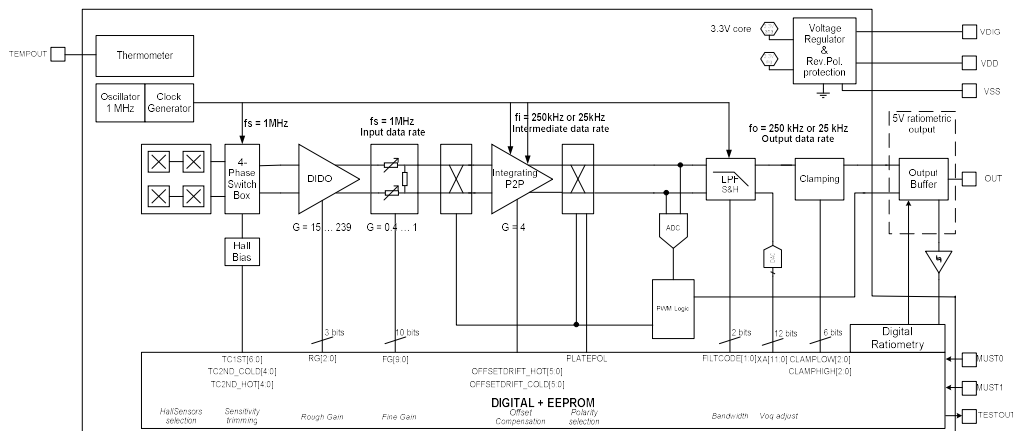 TEMPOUT
Thermometer
Oscillator
1 MHz
Clock
Generator
3.3V core
Voltage
Regulator
&
Rev.Pol.
protection
VDIG
VDD
VSS
fs = 1MHz
fs = 1MHz
Input data rate
fi = 250kHz or 25kHz
Intermediate data rate
fo = 250 kHz or 25 kHz
Output data rate
5V ratiometric
output
4-
Phase
Switch
Box
DIDO
Integrating
P2P
LPF
S&H
Clamping
Output
Buffer
OUT
G = 15 ... 239
G = 0.4 ... 1
G = 4
ADC
Hall
Bias
DAC
PWM Logic
3 bits
10 bits
2 bits
12 bits
6 bits
Digital
Ratiometry
TC1ST[6:0]
TC2ND_COLD[4:0]
TC2ND_HOT[4:0]
RG[2:0]
FG[9:0]
OFFSETDRIFT_HOT[5:0]
OFFSETDRIFT_COLD[5:0]
PLATEPOL
FILTCODE[1:0]
XA[11:0]
CLAMPLOW[2:0]
CLAMPHIGH[2:0]
MUST0
MUST1
TESTOUT
DIGITAL + EEPROM
HallSensors
selection
Sensitivity
trimming
Rough Gain
Fine Gain
Offset
Compensation
Polarity
selection
Bandwidth
Voq adjust